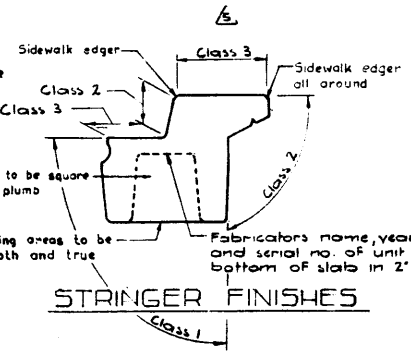 5
Sidewalk edger
Class 3
Class 2
Class 3
Sidewalk edger
all around
to be square
plumb
Class 2
ing areas to be
oth and true
Fabricators name, year
and serial no. of unit
bottom of slab in 2"
STRINGER FINISHES
Class 1